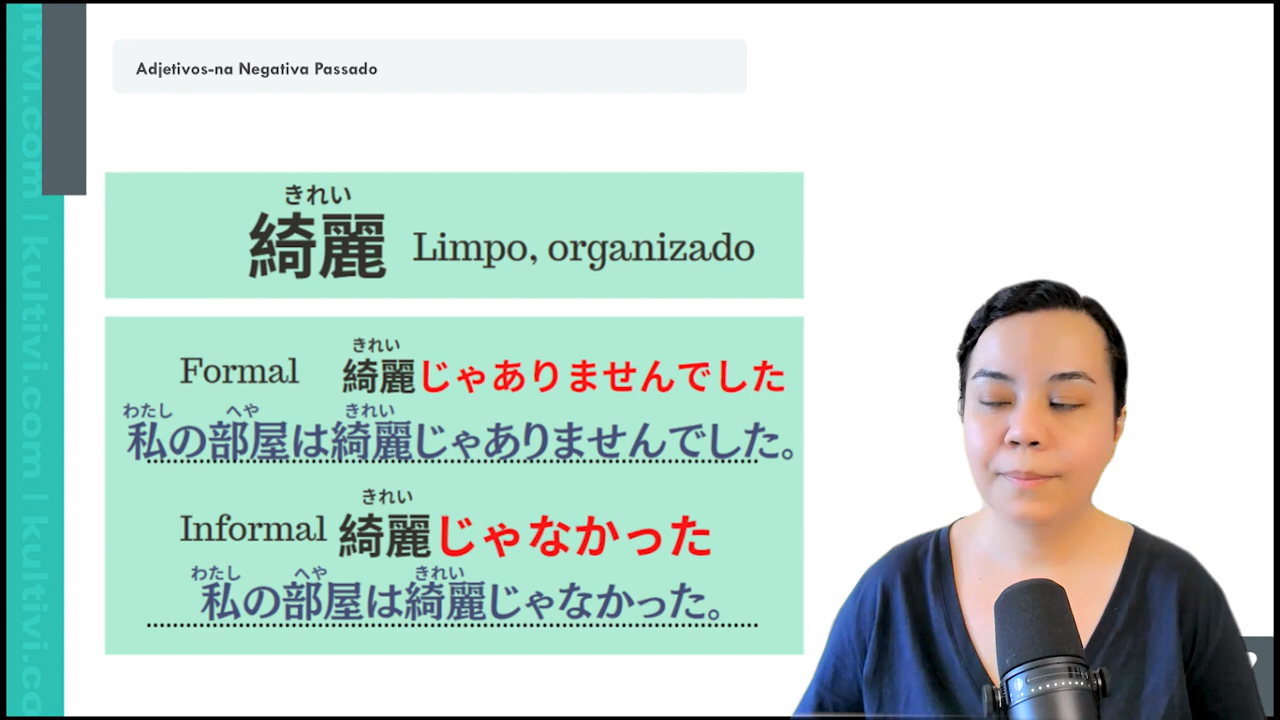 Adjetivos-na Negativa Passado
きれい
綺麗 Limpo, organizado
きれい
Formal 綺麗じゃありませんでした
わたし へや きれい
私の部屋は綺麗じゃありませんでした。
きれい
Informal 綺麗じゃなかった
わたし へや きれい
私の部屋は綺麗じゃなかった。
tivi.com | kultivi.com | kultivi.co